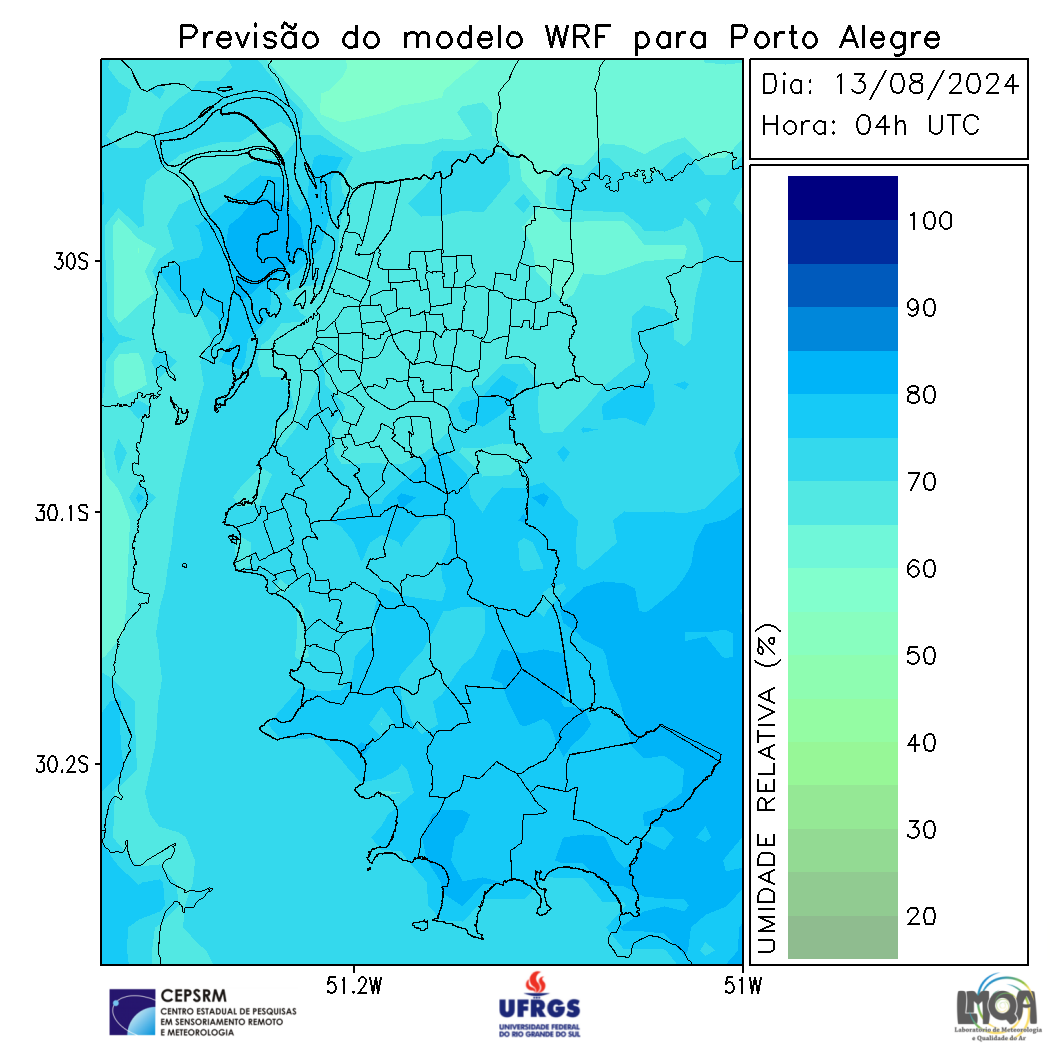 Previsão do modelo WRF para Porto Alegre
Dia: 13/08/2024
Hora: 04h UTC
30S
30.1S
30.2S
51.2W
51W
UMIDADE RELATIVA (%)
100
90
80
70
60
50
40
30
20
CEPSRM
CENTRO ESTADUAL DE PESQUISAS
EM SENSORIAMENTO REMOTO
E METEOROLOGIA
UFRGS
UNIVERSIDADE FEDERAL
DO RIO GRANDE DO SUL
LMQA
Laboratório de Meteorologia
e Qualidade do Ar